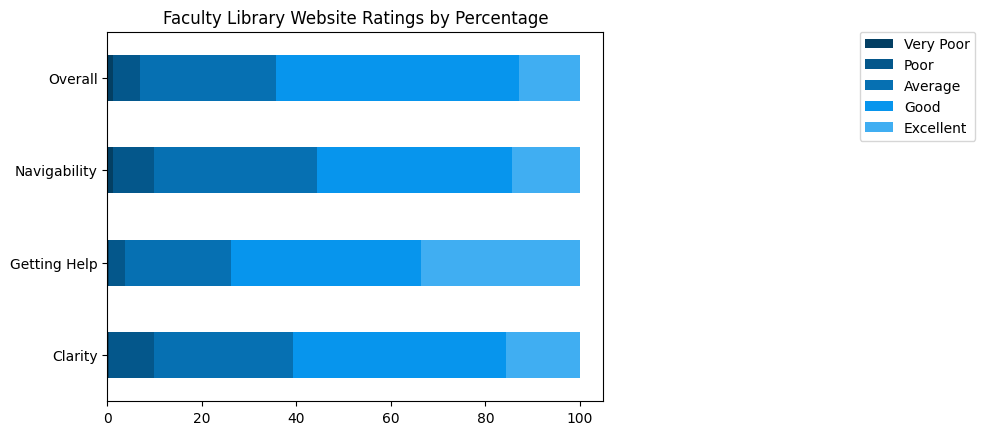 Faculty Library Website Ratings by Percentage
Very Poor
Poor
Average
Good
Excellent
Overall
Navigability
Getting Help
Clarity
0 20 40 60 80 100